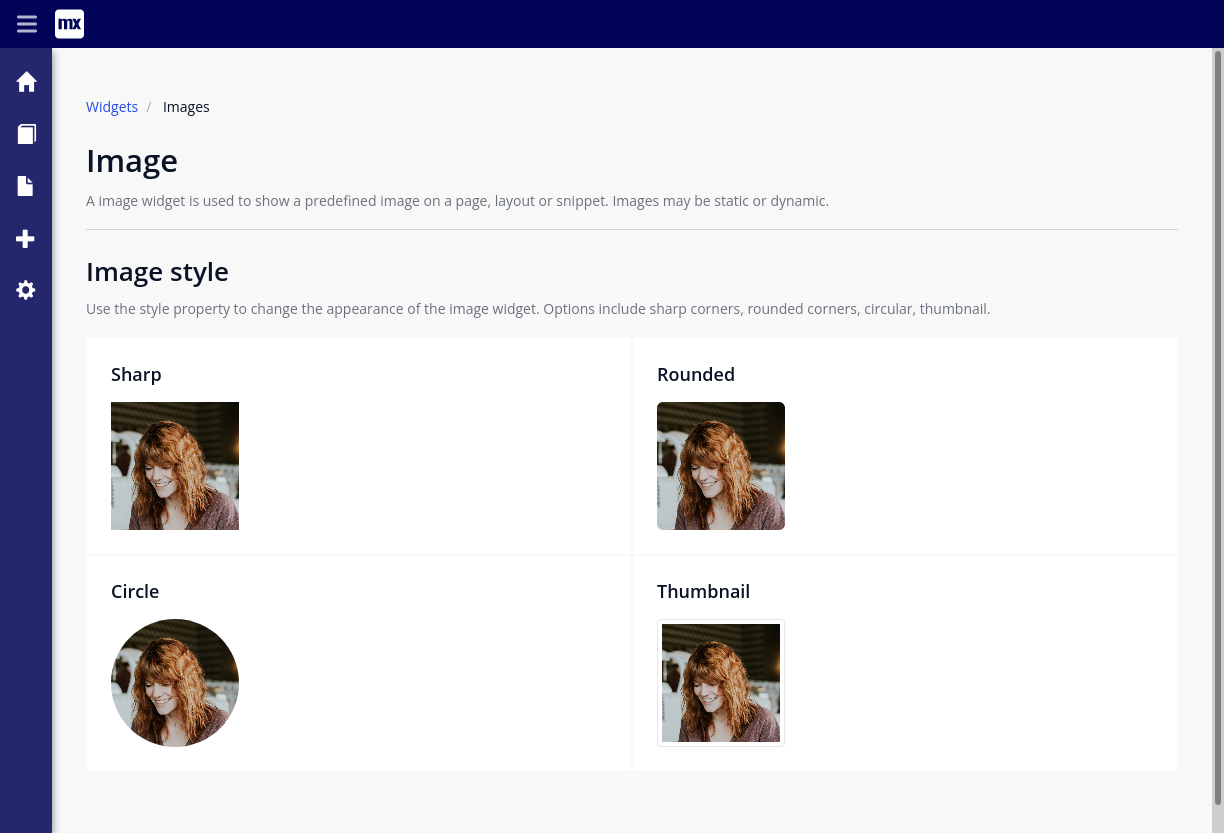 mx
Widgets / Images
Image
A image widget is used to show a predefined image on a page, layout or snippet. Images may be static or dynamic.
Image style
Use the style property to change the appearance of the image widget. Options include sharp corners, rounded corners, circular, thumbnail.
Sharp
Rounded
Circle
Thumbnail